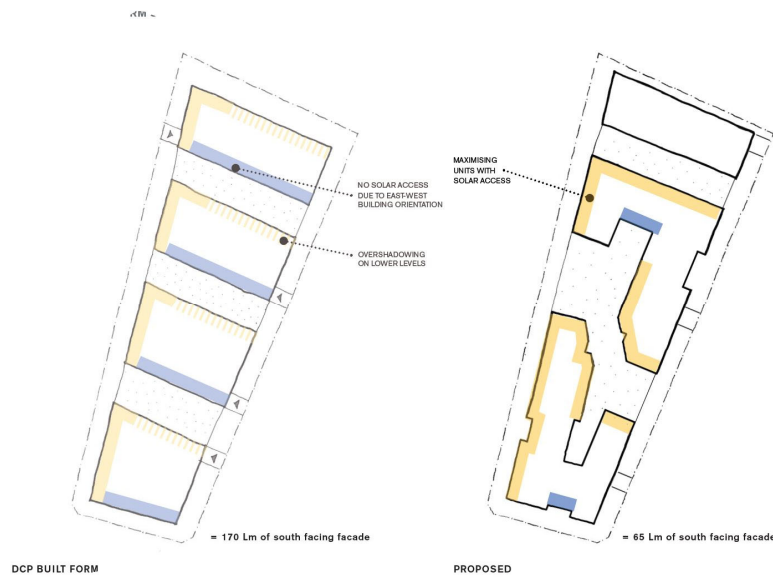 NO SOLAR ACCESS
DUE TO EAST-WEST
BUILDING ORIENTATION
OVERSHADOWING
ON LOWER LEVELS
= 170 Lm of south facing facade
DCP BUILT FORM
MAXIMISING
UNITS WITH
SOLAR ACCESS
= 65 Lm of south facing facade
PROPOSED